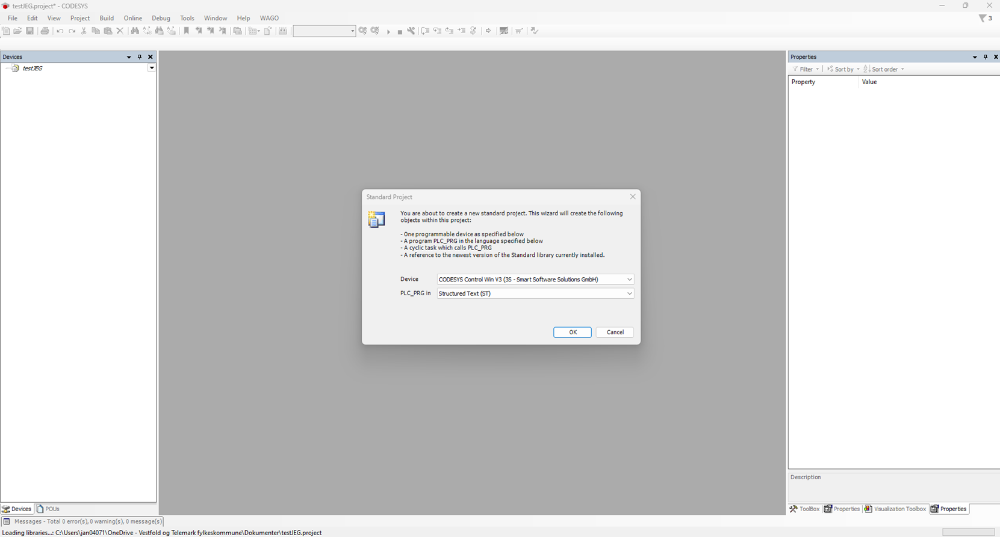 testJEG.project* - CODESYS
File Edit View Project Build Online Debug Tools Window Help WAGO
3
Devices
testJEG
Properties
Filter Sort by Sort order
Property Value
Standard Project
You are about to create a new standard project. This wizard will create the following
objects within this project:
- One programmable device as specified below
- A program PLC_PRG in the language specified below
- A cyclic task which calls PLC_PRG
- A reference to the newest version of the Standard library currently installed.
Device CODESYS Control Win V3 (3S - Smart Software Solutions GmbH)
PLC_PRG in Structured Text (ST)
OK Cancel
Description
Devices POUs
ToolBox Properties Visualization Toolbox Properties
Messages - Total 0 error(s), 0 warning(s), 0 message(s)
Loading libraries...: C:\Users\jan04071\OneDrive - Vestfold og Telemark fylkeskommune\Dokumenter\testJEG.project